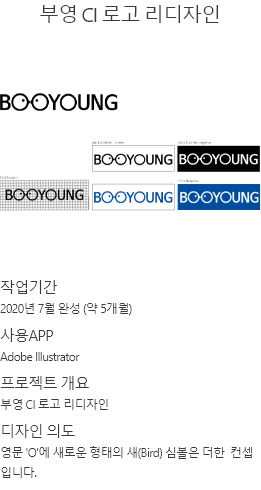 부영 CI 로고 리디자인
BOOYOUNG
BOOYOUNG
BOOYOUNG
BOOYOUNG
BOOYOUNG
BOOYOUNG
작업기간
2020년 7월 완성 (약 5개월)
사용APP
Adobe Illustrator
프로젝트 개요
부영 CI 로고 리디자인
디자인 의도
영문 'O'에 새로운 형태의 새(Bird) 심볼은 더한 컨셉
입니다.